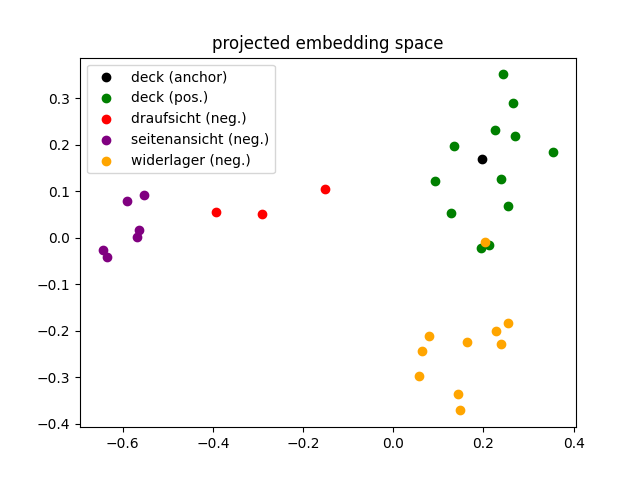 projected embedding space
deck (anchor)
deck (pos.)
draufsicht (neg.)
seitenansicht (neg.)
widerlager (neg.)
0.3
0.2
0.1
0.0
−0.1
−0.2
−0.3
−0.4
−0.6 −0.4 −0.2 0.0 0.2 0.4